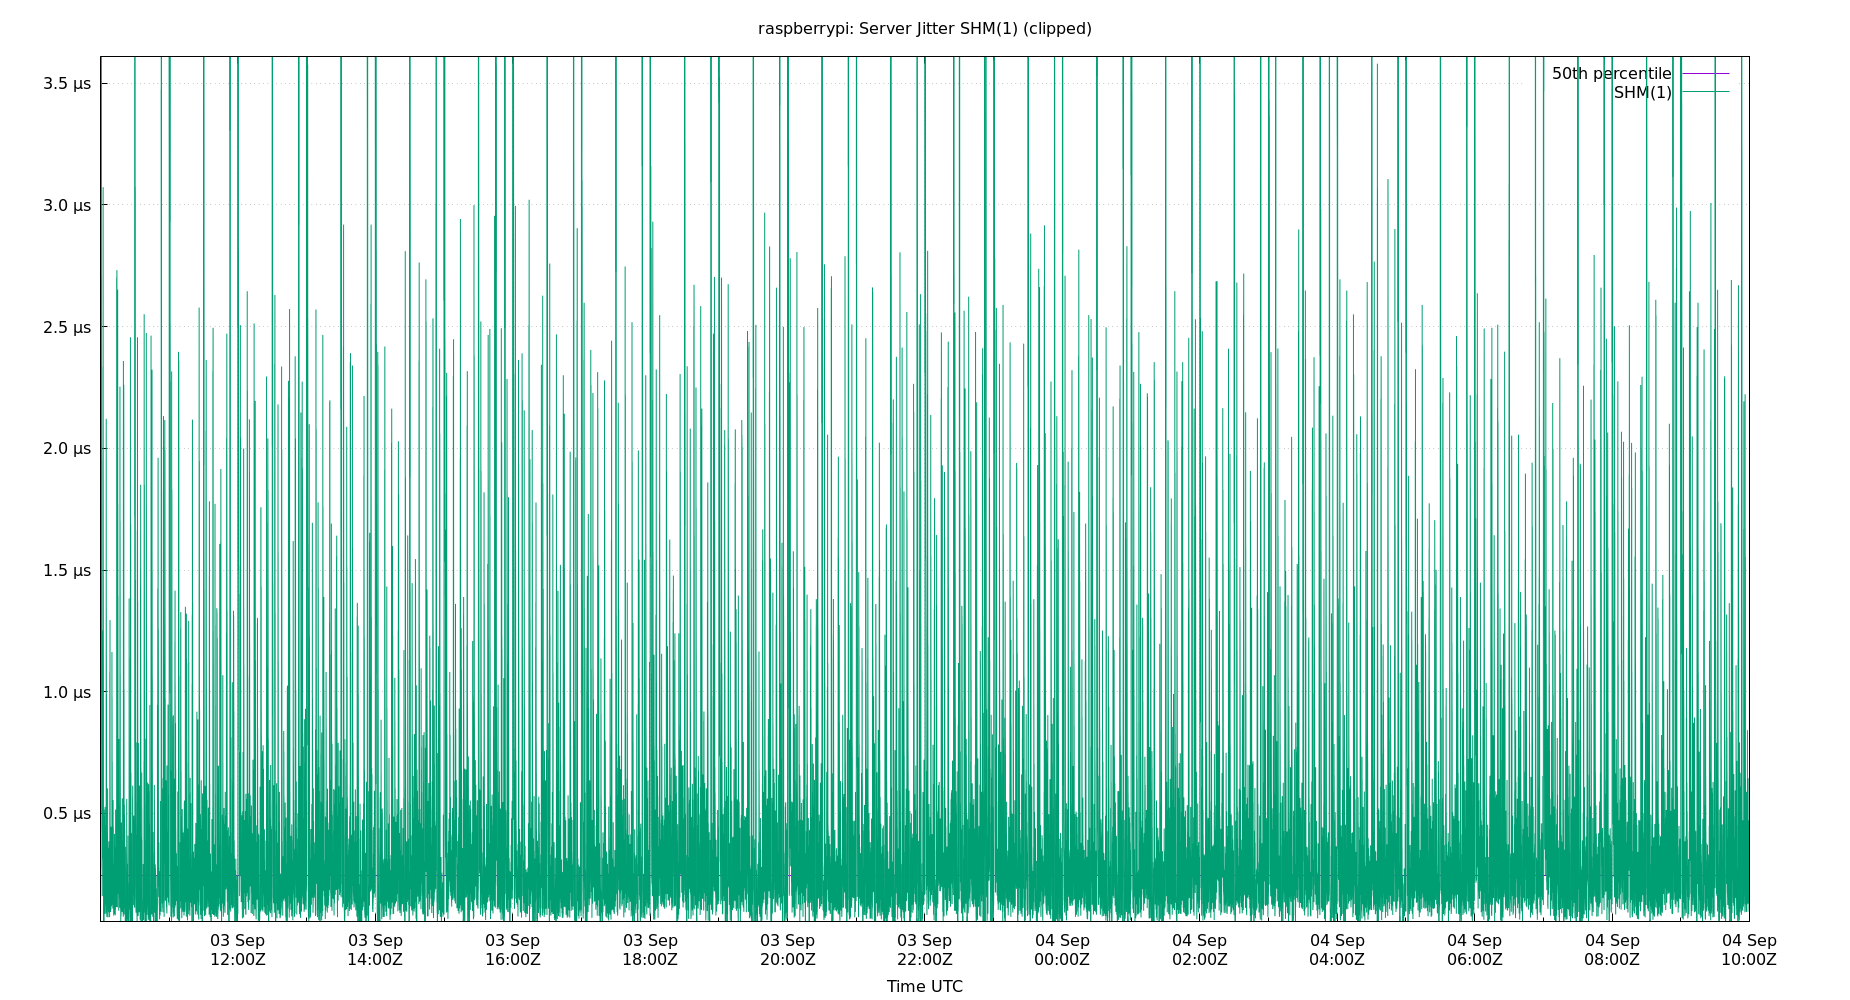 raspberrypi: Server Jitter SHM(1) (clipped)
50th percentile
SHM(1)
3.5 µs
3.0 µs
2.5 µs
2.0 µs
1.5 µs
1.0 µs
0.5 µs
03 Sep 03 Sep 03 Sep 03 Sep 03 Sep 03 Sep 04 Sep 04 Sep 04 Sep 04 Sep 04 Sep 04 Sep
12:00Z 14:00Z 16:00Z 18:00Z 20:00Z 22:00Z 00:00Z 02:00Z 04:00Z 06:00Z 08:00Z 10:00Z
Time UTC